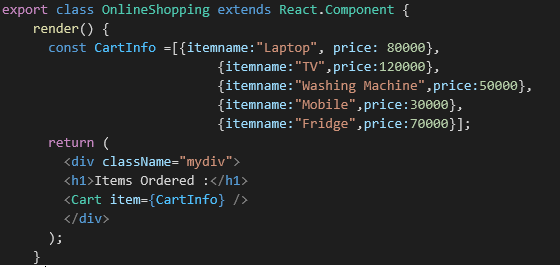 export class OnlineShopping extends React.Component {
render() {
const CartInfo =[{itemname:"Laptop", price: 80000},
{itemname:"TV",price:120000},
{itemname:"Washing Machine",price:50000},
{itemname:"Mobile",price:30000},
{itemname:"Fridge",price:70000}];
return (
<div className="mydiv">
<h1>Items Ordered :</h1>
<Cart item={CartInfo} />
</div>
);
}